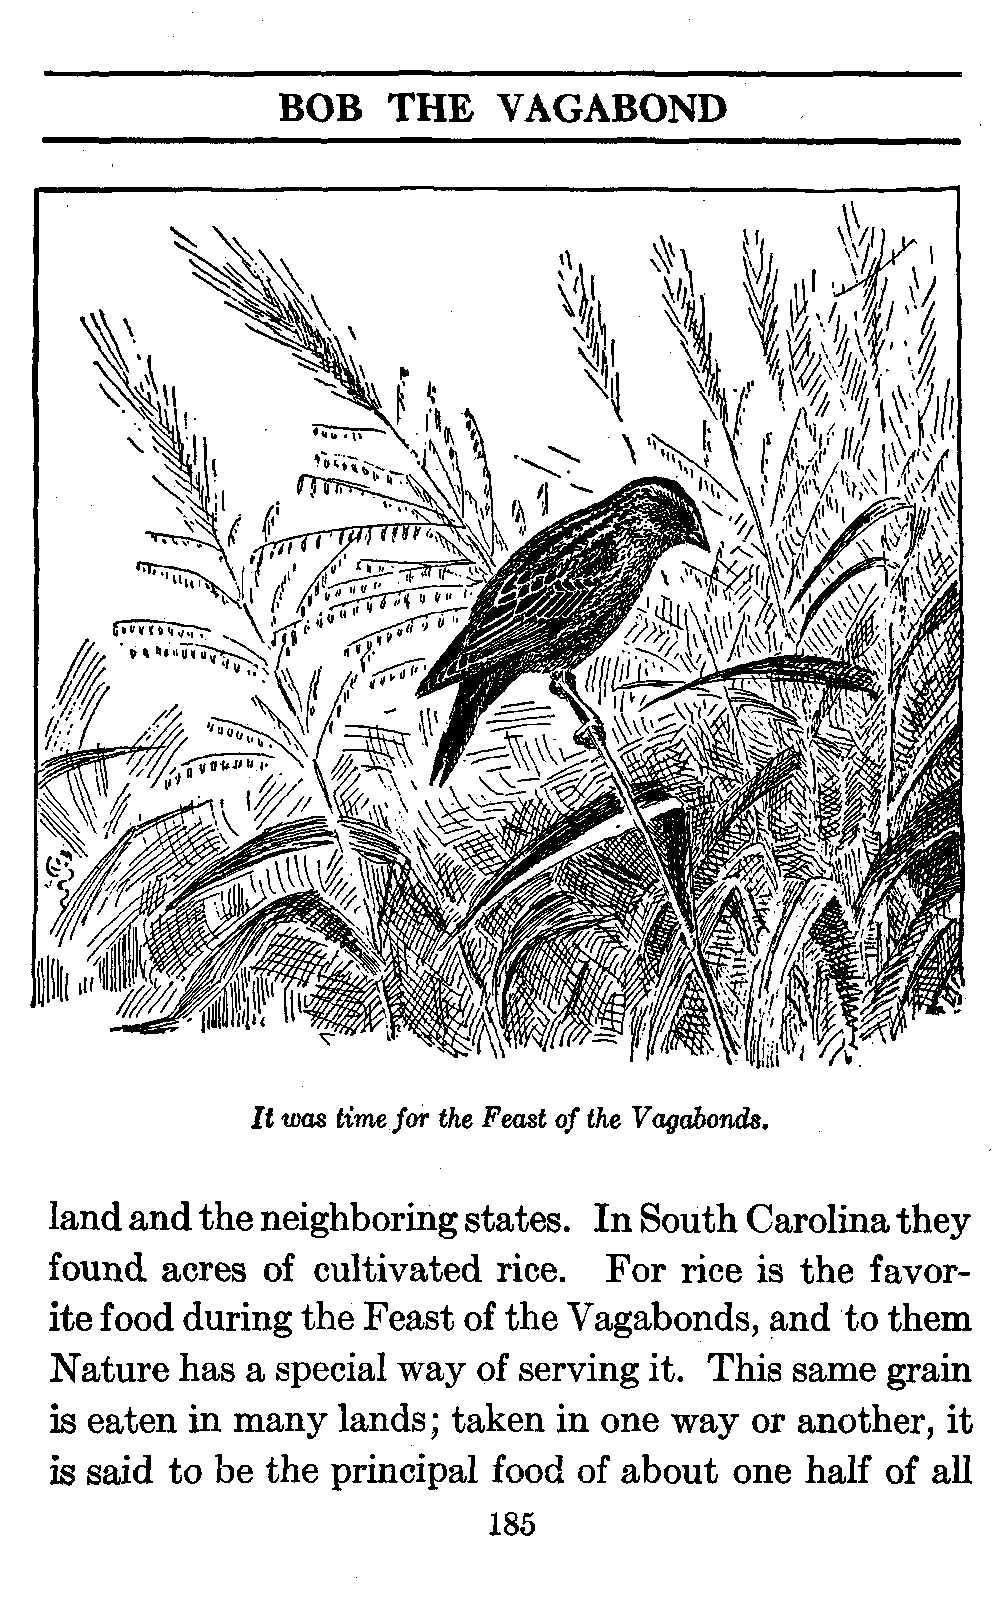 BOB THE VAGABOND
It was time for the Feast of the Vagabonds.
land and the neighboring states. In South Carolina they
found acres of cultivated rice. For rice is the favor-
ite food during the Feast of the Vagabonds, and to them
Nature has a special way of serving it. This same grain
is eaten in many lands; taken in one way or another, it
is said to be the principal food of about one half of all
185